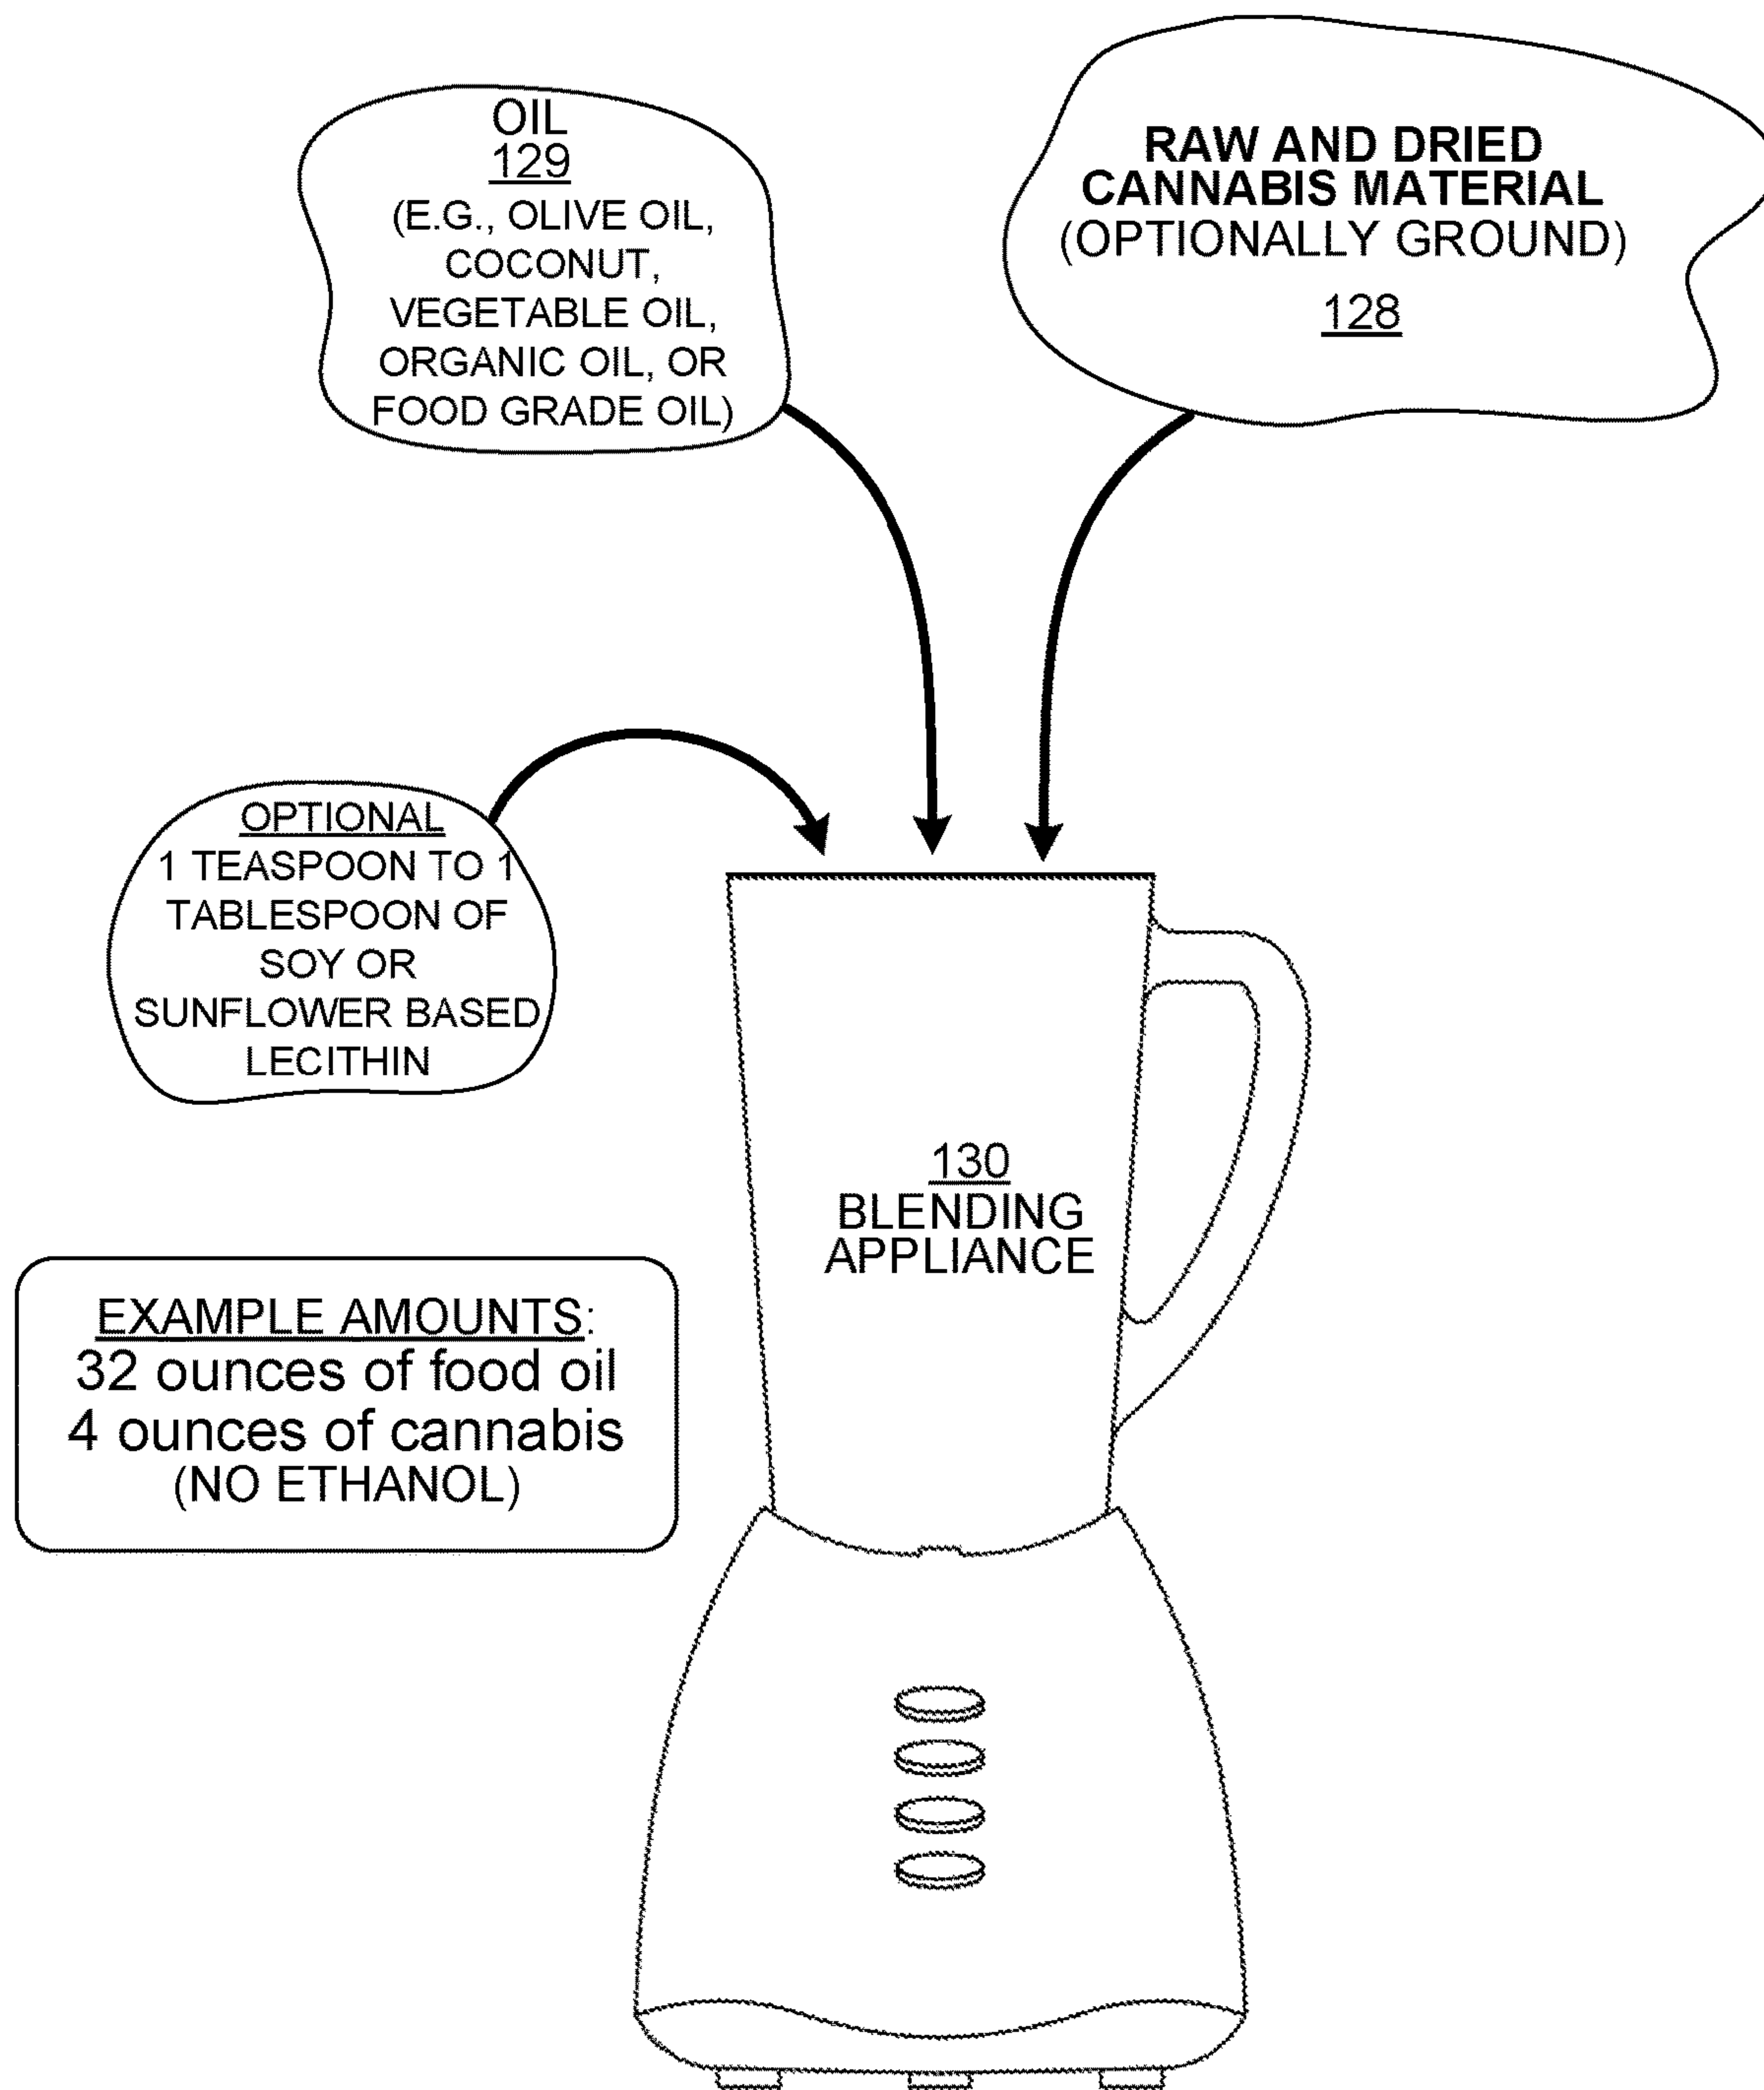 OIL
129
(E.G., OLIVE OIL,
COCONUT,
VEGETABLE OIL,
ORGANIC OIL, OR
FOOD GRADE OIL)
RAW AND DRIED
CANNABIS MATERIAL
(OPTIONALLY GROUND)
128
OPTIONAL
1 TEASPOON TO 1
TABLESPOON OF
SOY OR
SUNFLOWER BASED
LECITHIN
130
BLENDING
APPLIANCE
EXAMPLE AMOUNTS:
32 ounces of food oil
4 ounces of cannabis
(NO ETHANOL)